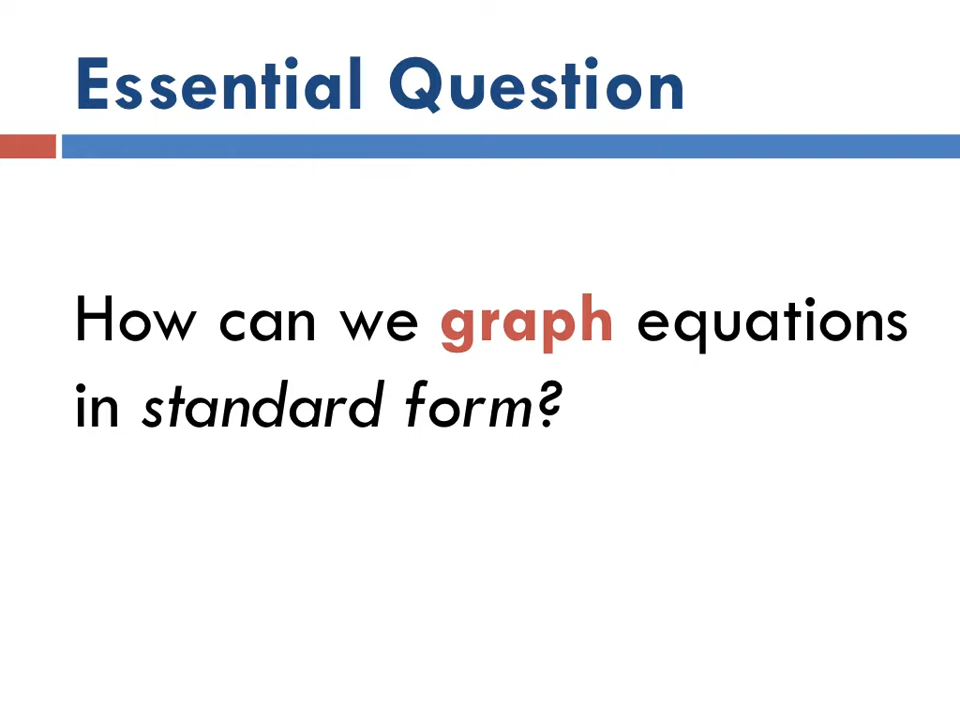 Essential Question
How can we graph equations
in standard form?